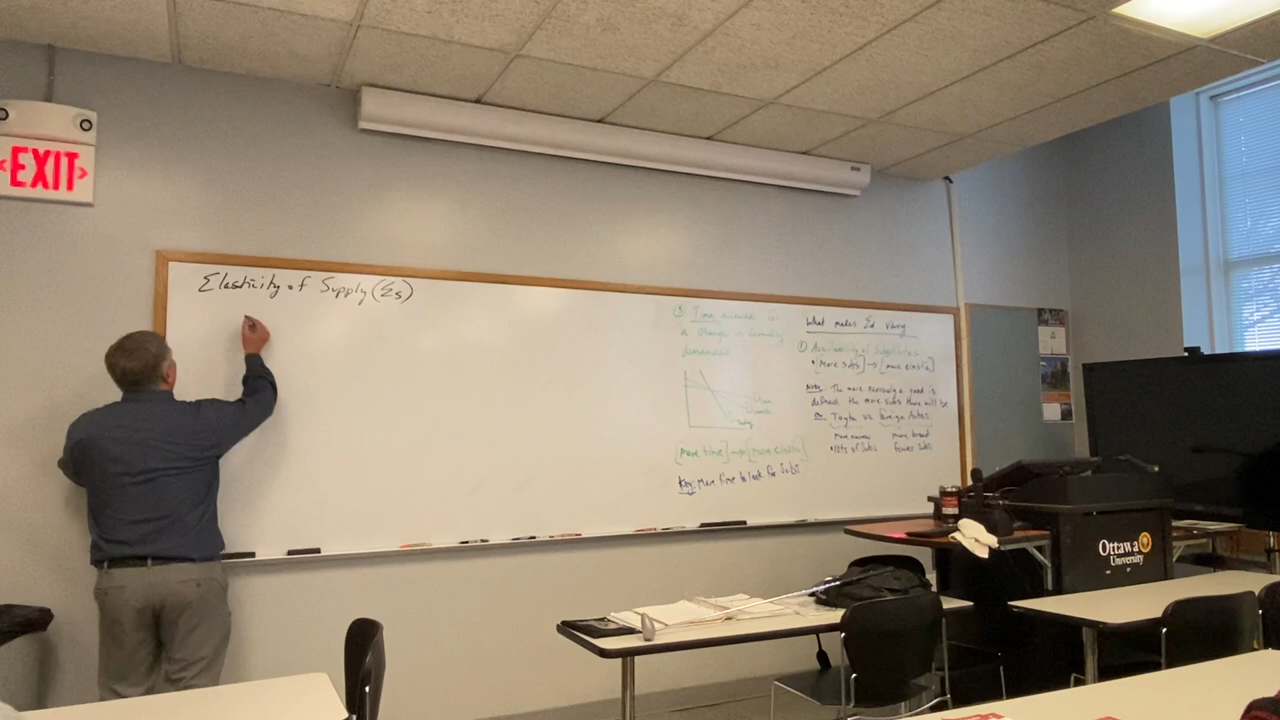 EXIT
Elasticity of Supply (Es)
③ Time allowed for
a change in quantity
demanded
[More time] → [more elastic]
Key: More time to look for Subs
What makes Ed Vary
① Availability of Substitutes
• [More subs] → [more elastic]
Note: The more narrowly a good is
defined the more subs there will be
Toyota vs Foreign Autos
More narrow more broad
• lots of Subs fewer Subs
Ottawa
University